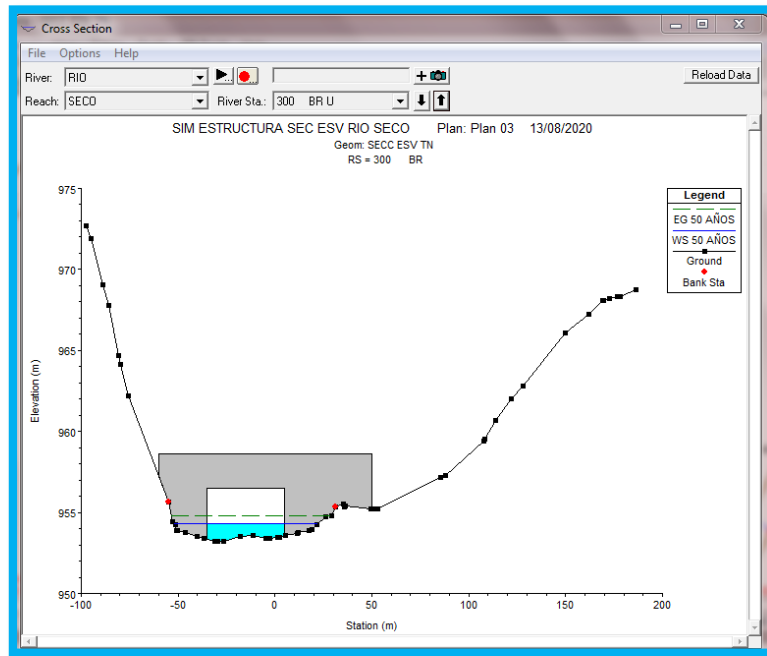 Cross Section
File Options Help
River: RIO
Reload Data
Reach: SECO River Sta.: 300 BR U
SIM ESTRUCTURA SEC ESV RIO SECO Plan: Plan 03 13/08/2020
Geom: SECC ESV TN
RS = 300 BR
Legend
EG 50 AÑOS
WS 50 AÑOS
Ground
Bank Sta
Elevation (m)
975
970
965
960
955
950
-100 -50 0 50 100 150 200
Station (m)